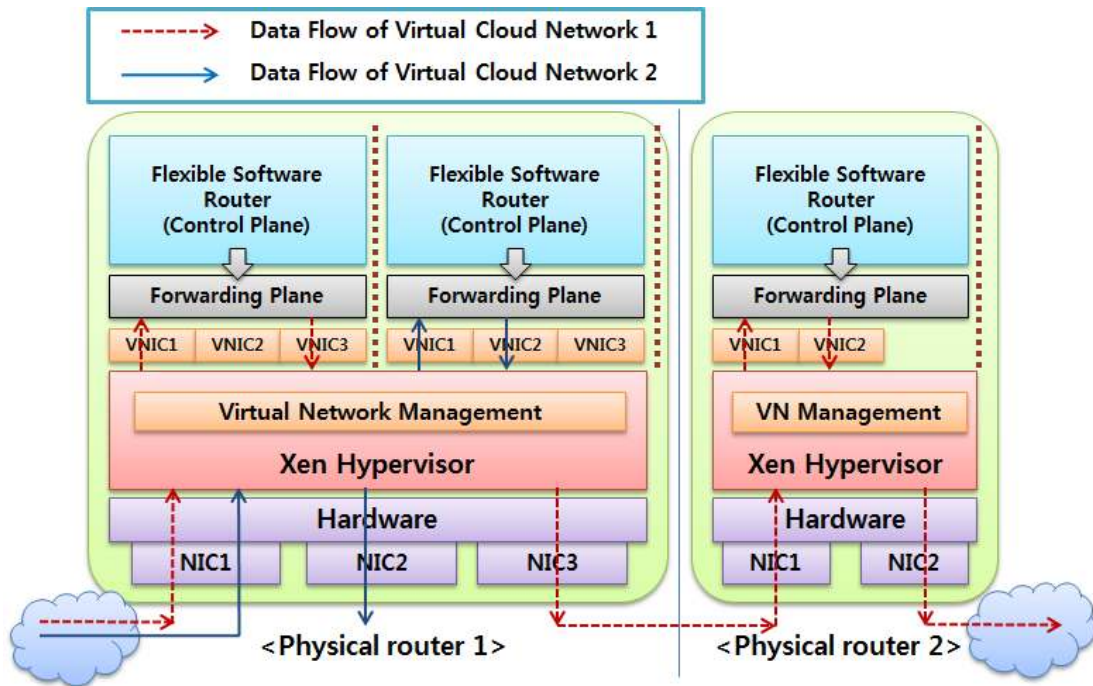 Data Flow of Virtual Cloud Network 1
Data Flow of Virtual Cloud Network 2
Flexible Software
Router
(Control Plane)
Forwarding Plane
VNIC1
VNIC2
VNIC3
Flexible Software
Router
(Control Plane)
Forwarding Plane
VNIC1
VNIC2
VNIC3
Virtual Network Management
Xen Hypervisor
Hardware
NIC1
NIC2
NIC3
<Physical router 1>
Flexible Software
Router
(Control Plane)
Forwarding Plane
VNIC1
VNIC2
VN Management
Xen Hypervisor
Hardware
NIC1
NIC2
<Physical router 2>